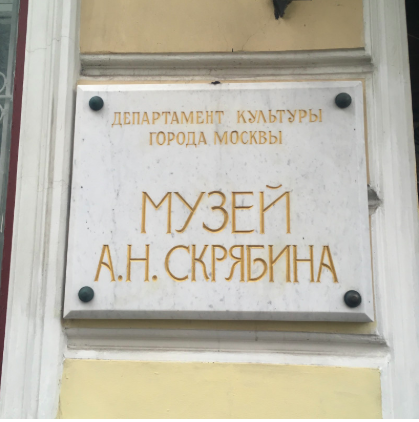 ДЕПАРТАМЕНТ КУЛЬТУРЫ
ГОРОДА МОСКВЫ
МУЗЕЙ
А.Н. СКРЯБИНА